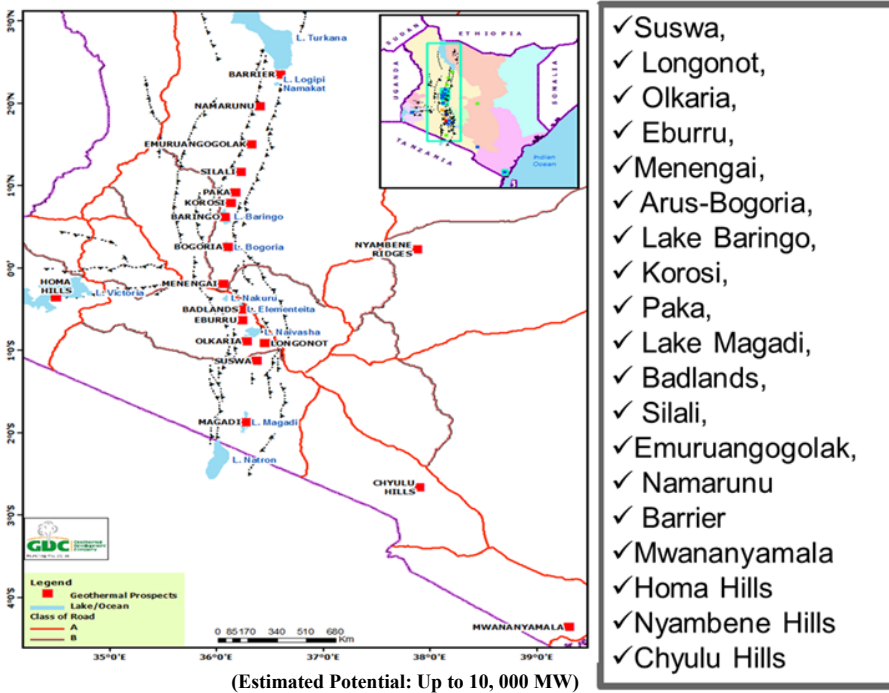 3°0'N
2°0'N
1°0'N
0°0'
1°0'S
2°0'S
3°0'S
4°0'S
L. Turkana
BARRIER
L. Logipi
Namakat
NAMARUNU
EMURUANGOGOLAK
SILALI
PAKA
KOROSI
BARINGO
L. Baringo
BOGORIA
L. Bogoria
NYAMBENE
RIDGES
HOMA
HILLS
L. Victoria
MENENGAI
L. Nakuru
BADLANDS
L. Elementeita
EBURRU
L. Naivasha
OLKARIA
LONGONOT
SUSWA
MAGADI
L. Magadi
L. Natron
CHYULU
HILLS
MWANANYAMALA
SUDAN
ETHIOPIA
UGANDA
SOMALIA
TANZANIA
Indian
Ocean
GDC
Geothermal
Development
Company
Legend
Geothermal Prospects
Lake/Ocean
Class of Road
A
B
0 85 170 340 510 680
Km
35°0'E 36°0'E 37°0'E 38°0'E 39°0'E
(Estimated Potential: Up to 10, 000 MW)
✓Suswa,
✓ Longonot,
✓ Olkaria,
✓ Eburru,
✓Menengai,
✓ Arus-Bogoria,
✓ Lake Baringo,
✓ Korosi,
✓ Paka,
✓ Lake Magadi,
✓ Badlands,
✓ Silali,
✓Emuruangogolak,
✓ Namarunu
✓ Barrier
✓Mwananyamala
✓Homa Hills
✓Nyambene Hills
✓Chyulu Hills